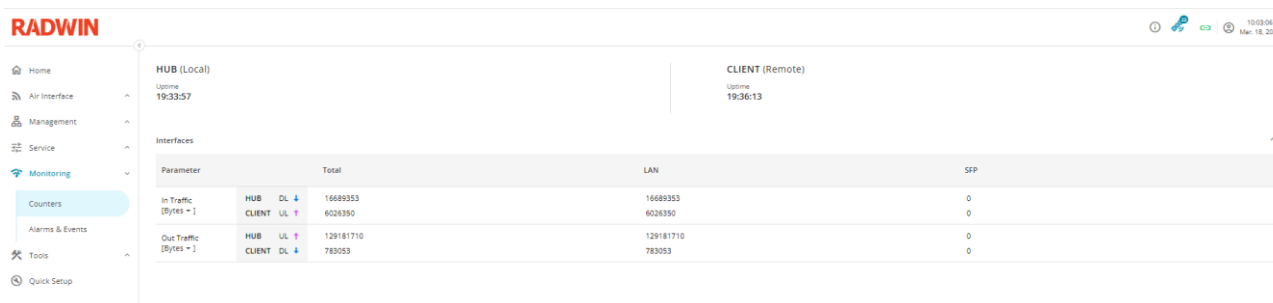 RADWIN
10:03:06
Mar. 18, 20
Home
Air Interface
Management
Service
Monitoring
Counters
Alarms & Events
Tools
Quick Setup
HUB (Local)
Uptime
19:33:57
CLIENT (Remote)
Uptime
19:36:13
Interfaces
Parameter Total LAN SFP
In Traffic
[Bytes ]
HUB DL ↓ 16689353 16689353 0
CLIENT UL ↑ 6026350 6026350 0
Out Traffic
[Bytes ]
HUB UL ↑ 129181710 129181710 0
CLIENT DL ↓ 783053 783053 0